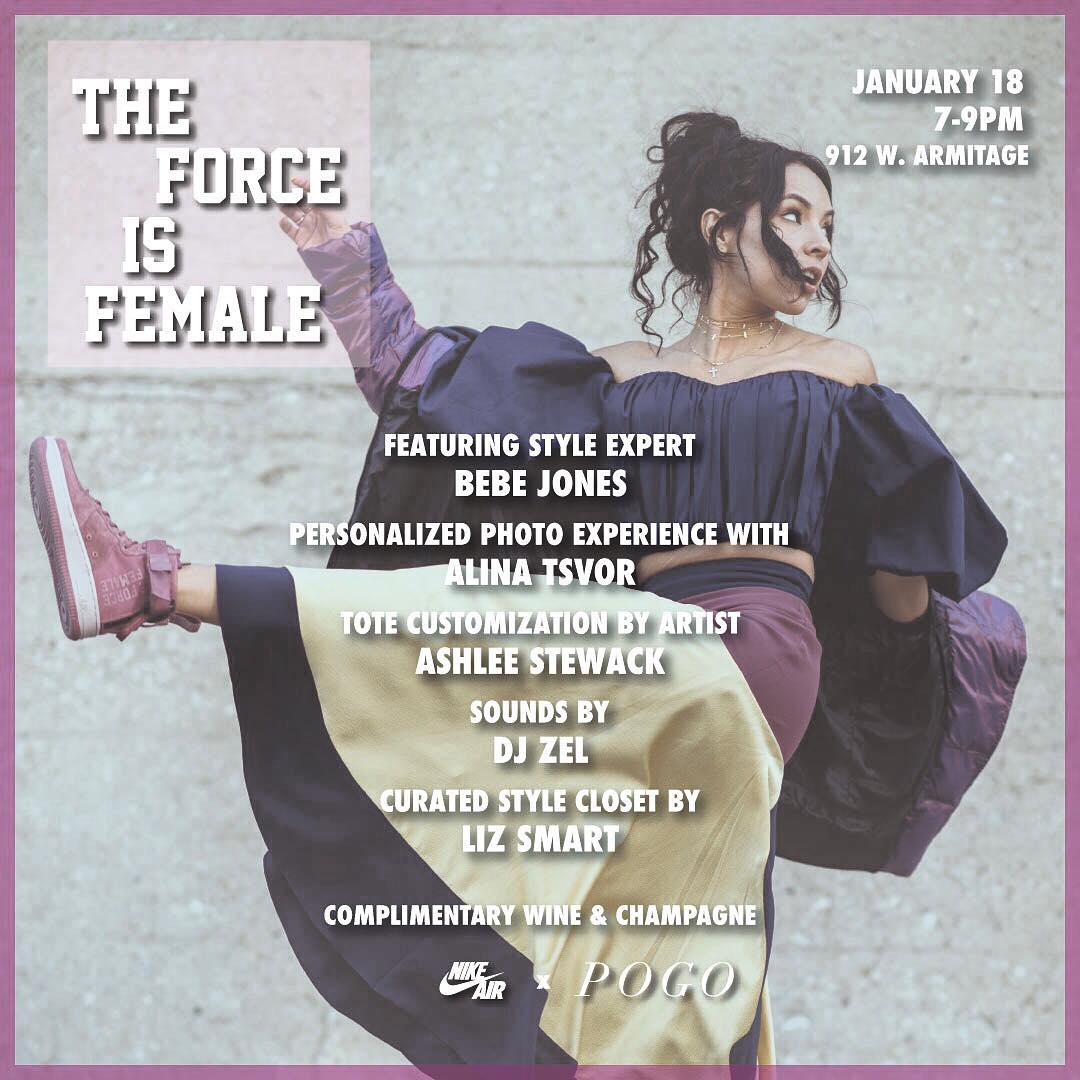 THE
FORCE
IS
FEMALE
JANUARY 18
7-9PM
912 W. ARMITAGE
FEATURING STYLE EXPERT
BEBE JONES
PERSONALIZED PHOTO EXPERIENCE WITH
ALINA TSVOR
TOTE CUSTOMIZATION BY ARTIST
ASHLEE STEWACK
SOUNDS BY
DJ ZEL
CURATED STYLE CLOSET BY
LIZ SMART
COMPLIMENTARY WINE & CHAMPAGNE
NIKE
AIR
x POGO
FORCE
FEMALE